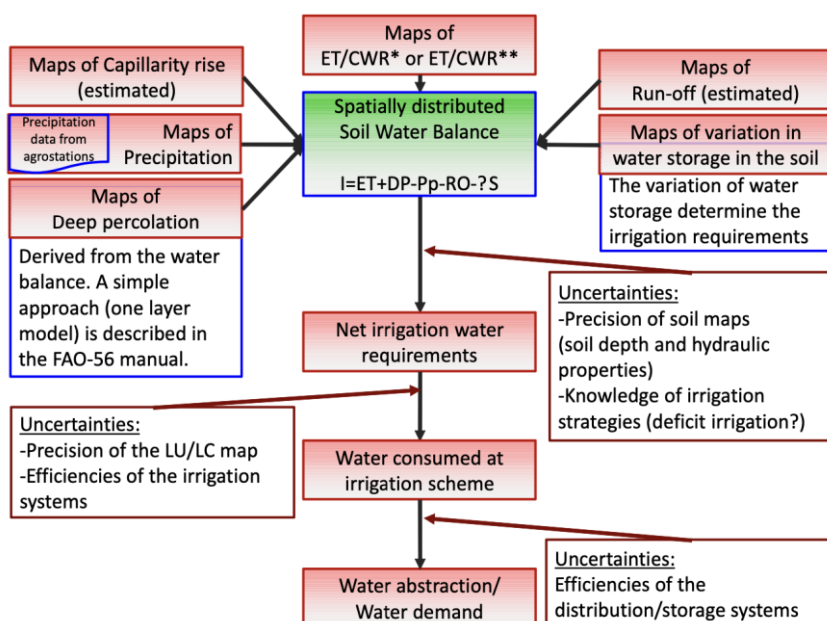 Maps of
ET/CWR* or ET/CWR**
Maps of Capillarity rise
(estimated)
Maps of
Run-off (estimated)
Spatially distributed
Soil Water Balance
I=ET+DP-Pp-RO-?S
Precipitation
data from
agrostations
Maps of
Precipitation
Maps of variation in
water storage in the soil
The variation of water
storage determine the
irrigation requirements
Maps of
Deep percolation
Derived from the water
balance. A simple
approach (one layer
model) is described in
the FAO-56 manual.
Uncertainties:
-Precision of soil maps
(soil depth and hydraulic
properties)
-Knowledge of irrigation
strategies (deficit irrigation?)
Net irrigation water
requirements
Uncertainties:
-Precision of the LU/LC map
-Efficiencies of the irrigation
systems
Water consumed at
irrigation scheme
Uncertainties:
Efficiencies of the
distribution/storage systems
Water abstraction/
Water demand